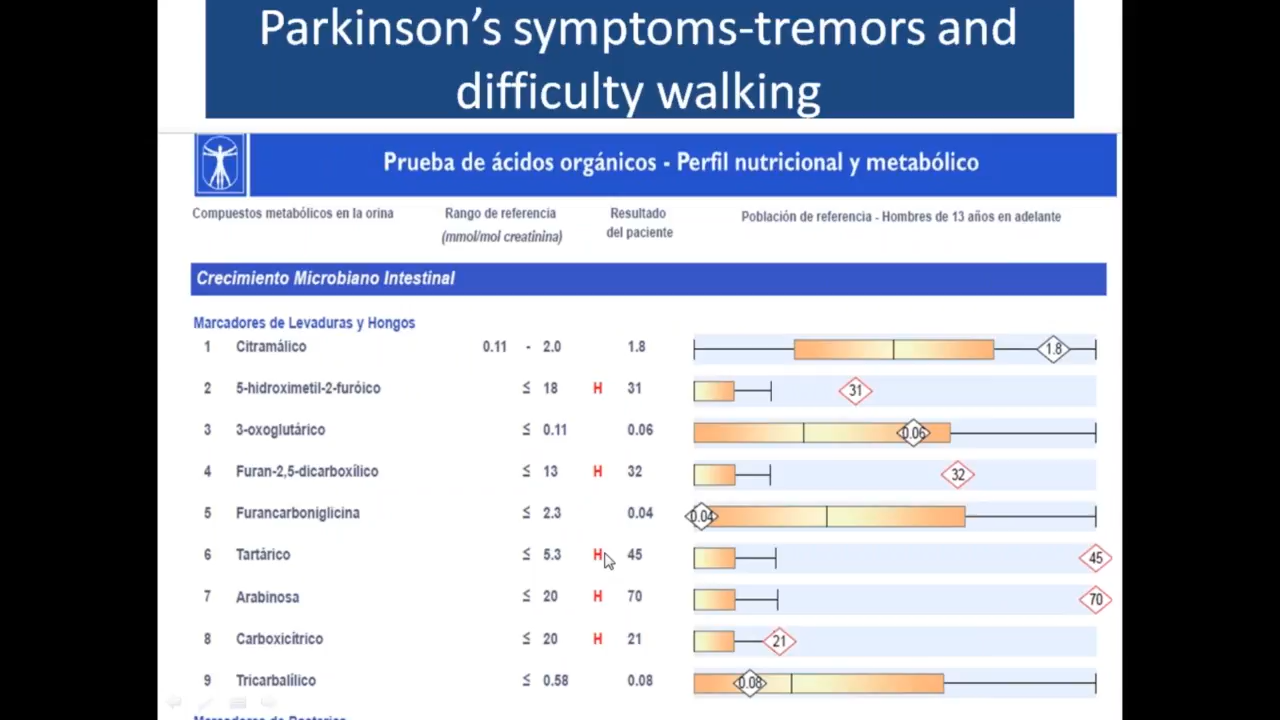 Parkinson's symptoms-tremors and
difficulty walking
Prueba de ácidos orgánicos - Perfil nutricional y metabólico
Compuestos metabólicos en la orina Rango de referencia Resultado Población de referencia - Hombres de 13 años en adelante
(mmol/mol creatinina) del paciente
Crecimiento Microbiano Intestinal
Marcadores de Levaduras y Hongos
1 Citramálico 0.11 - 2.0 1.8 1.8
2 5-hidroximetil-2-furóico ≤ 18 H 31 31
3 3-oxoglutárico ≤ 0.11 0.06 0.06
4 Furan-2,5-dicarboxílico ≤ 13 H 32 32
5 Furancarboniglicina ≤ 2.3 0.04 0.04
6 Tartárico ≤ 5.3 H 45 45
7 Arabinosa ≤ 20 H 70 70
8 Carboxicítrico ≤ 20 H 21 21
9 Tricarbalílico ≤ 0.58 0.08 0.08